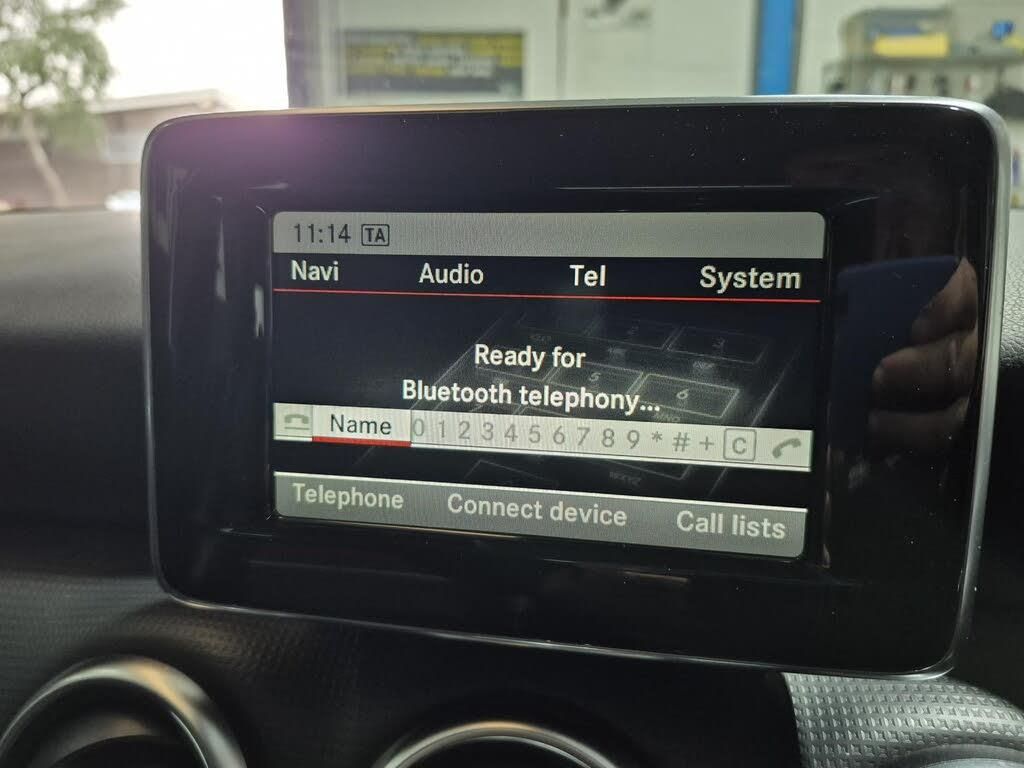 11:14 TA
Navi Audio Tel System
Ready for
Bluetooth telephony...
Name 0 1 2 3 4 5 6 7 8 9 * # + C
Telephone Connect device Call lists